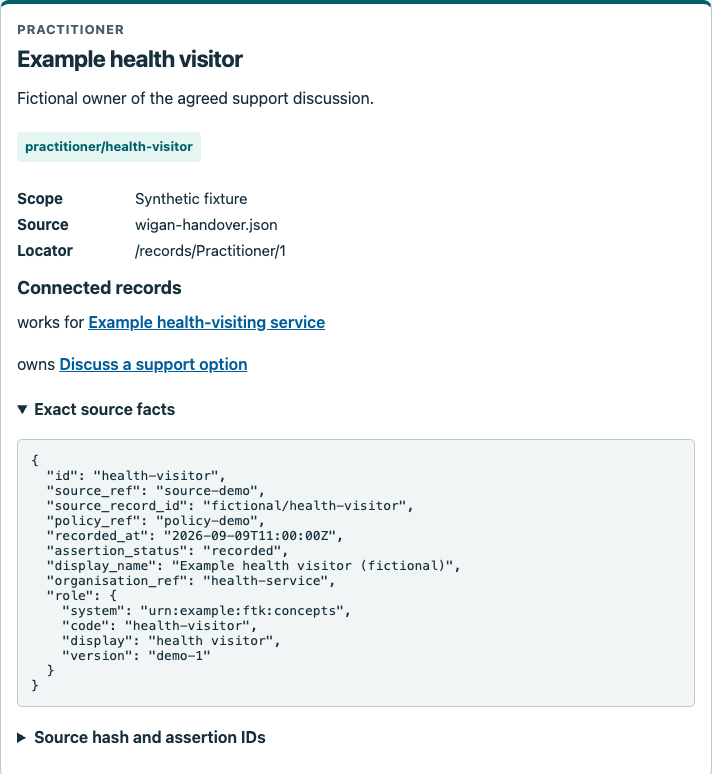 PRACTITIONER
Example health visitor
Fictional owner of the agreed support discussion.
practitioner/health-visitor
Scope Synthetic fixture
Source wigan-handover.json
Locator /records/Practitioner/1
Connected records
works for Example health-visiting service
owns Discuss a support option
▼ Exact source facts
{
  "id": "health-visitor",
  "source_ref": "source-demo",
  "source_record_id": "fictional/health-visitor",
  "policy_ref": "policy-demo",
  "recorded_at": "2026-09-09T11:00:00Z",
  "assertion_status": "recorded",
  "display_name": "Example health visitor (fictional)",
  "organisation_ref": "health-service",
  "role": {
    "system": "urn:example:ftk:concepts",
    "code": "health-visitor",
    "display": "health visitor",
    "version": "demo-1"
  }
}
▶ Source hash and assertion IDs